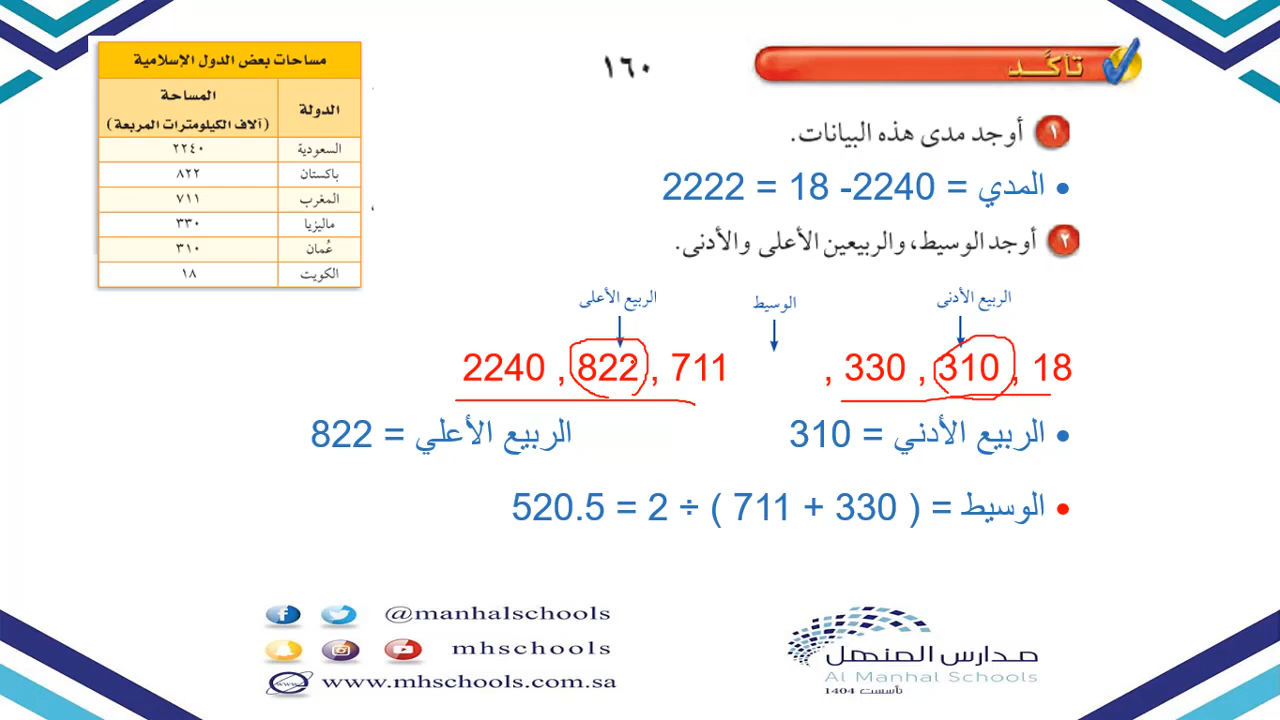 ١٦٠
تأكَّد
مساحات بعض الدول الإسلامية
الدولة المساحة (آلاف الكيلومترات المربعة)
السعودية ٢٢٤٠
باكستان ٨٢٢
المغرب ٧١١
ماليزيا ٣٣٠
عُمان ٣١٠
الكويت ١٨
١ أوجد مدى هذه البيانات.
• المدي = 2240- 18 = 2222
٢ أوجد الوسيط، والربيعين الأعلى والأدنى.
الربيع الأدنى الوسيط الربيع الأعلى
18 , 310 , 330 , 711 , 822 , 2240
• الربيع الأدني = 310 الربيع الأعلي = 822
• الوسيط = ( 330 + 711 ) ÷ 2 = 520.5
@manhalschools
mhschools
www.mhschools.com.sa
مدارس المنهل
Al Manhal Schools
تأسست 1404